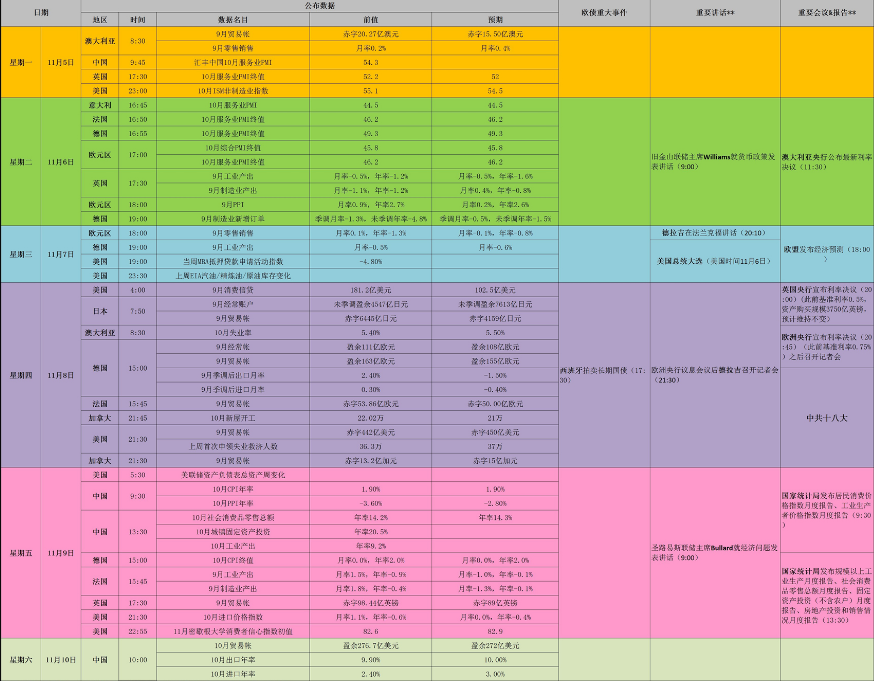 日期 公布数据 欧债重大事件 重要讲话** 重要会议&报告**
地区 时间 数据名目 前值 预期
星期一 11月5日 澳大利亚 8:30 9月贸易帐 赤字20.27亿澳元 赤字15.50亿澳元
9月零售销售 月率0.2% 月率0.4%
中国 9:45 汇丰中国10月服务业PMI 54.3
英国 17:30 10月服务业PMI终值 52.2 52
美国 23:00 10月ISM非制造业指数 55.1 54.5
星期二 11月6日 意大利 16:45 10月服务业PMI 44.5 44.5
法国 16:50 10月服务业PMI终值 46.2 46.2
德国 16:55 10月服务业PMI终值 49.3 49.3
欧元区 17:00 10月综合PMI终值 45.8 45.8
10月服务业PMI终值 46.2 46.2
英国 17:30 9月工业产出 月率-0.5%, 年率-1.2% 月率-0.5%, 年率-1.6%
9月制造业产出 月率-1.1%, 年率-1.2% 月率0.4%, 年率-0.8%
欧元区 18:00 9月PPI 月率0.9%, 年率2.7% 月率0.2%, 年率2.6%
德国 19:00 9月制造业新增订单 季调月率-1.3%, 未季调年率-4.8% 季调月率-0.5%, 未季调年率-1.5%
旧金山联储主席Williams就货币政策发
表讲话(9:00)
澳大利亚央行公布最新利率
决议(11:30)
星期三 11月7日 欧元区 18:00 9月零售销售 月率0.1%, 年率-1.3% 月率-0.1%, 年率-0.8%
德国 19:00 9月工业产出 月率-0.5% 月率-0.6%
美国 19:00 当周MBA抵押贷款申请活动指数 -4.80%
美国 23:30 上周EIA汽油/精炼油/原油库存变化
德拉吉在法兰克福讲话(20:10)
美国总统大选(美国时间11月6日)
欧盟发布经济预测(18:00
)
星期四 11月8日 美国 4:00 9月消费信贷 181.2亿美元 102.5亿美元
日本 7:50 9月经常账户 未季调盈余4547亿日元 未季调盈余7613亿日元
9月贸易帐 赤字6445亿日元 赤字4159亿日元
澳大利亚 8:30 10月失业率 5.40% 5.50%
德国 15:00 9月经常帐 盈余111亿欧元 盈余108亿欧元
9月贸易帐 盈余163亿欧元 盈余155亿欧元
9月季调后出口月率 2.40% -1.50%
9月季调后进口月率 0.30% -0.40%
法国 15:45 9月贸易帐 赤字53.86亿欧元 赤字50.00亿欧元
加拿大 21:45 10月新屋开工 22.02万 21万
美国 21:30 9月贸易帐 赤字442亿美元 赤字450亿美元
上周首次申领失业救济人数 36.3万 37万
加拿大 21:30 9月贸易帐 赤字13.2亿加元 赤字15亿加元
西班牙拍卖长期国债(17:
30)
欧洲央行议息会议后德拉吉召开记者会
(21:30)
英国央行宣布利率决议(20
:00)(此前基准利率0.5%,
资产购买规模3750亿英镑,
预计维持不变)
欧洲央行宣布利率决议(20
:45)(此前基准利率0.75%
)之后召开记者会
中共十八大
星期五 11月9日 美国 5:30 美联储资产负债表总资产周变化
中国 9:30 10月CPI年率 1.90% 1.90%
10月PPI年率 -3.60% -2.80%
中国 13:30 10月社会消费品零售总额 年率14.2% 年率14.3%
10月城镇固定资产投资 年率20.5%
10月工业产出 年率9.2%
德国 15:00 10月CPI终值 月率0.0%, 年率2.0% 月率0.0%, 年率2.0%
法国 15:45 9月工业产出 月率1.5%, 年率-0.9% 月率-1.0%, 年率-0.1%
9月制造业产出 月率1.8%, 年率-0.4% 月率-1.3%, 年率-0.1%
英国 17:30 9月贸易帐 赤字98.44亿英镑 赤字89亿英镑
美国 21:30 10月进口价格指数 月率1.1%, 年率-0.6% 月率0.0%, 年率-0.4%
美国 22:55 11月密歇根大学消费者信心指数初值 82.6 82.9
圣路易斯联储主席Bullard就经济问题发
表讲话(9:00)
国家统计局发布居民消费价
格指数月度报告、工业生产
者价格指数月度报告(9:30
)
国家统计局发布规模以上工
业生产月度报告、社会消费
品零售总额月度报告、固定
资产投资(不含农户)月度
报告、房地产投资和销售情
况月度报告(13:30)
星期六 11月10日 中国 10:00 10月贸易帐 盈余276.7亿美元 盈余272亿美元
10月出口年率 9.90% 10.00%
10月进口年率 2.40% 3.00%